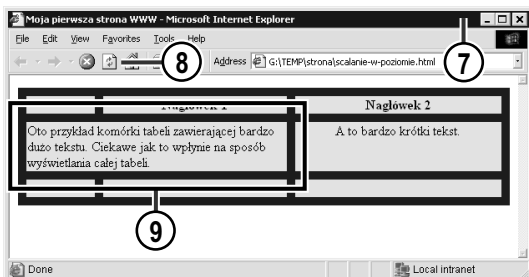 Moja pierwsza strona WWW - Microsoft Internet Explorer
File Edit View Favorites Tools Help
7
8
Address G:\TEMP\strona\scalanie-w-poziomie.html
Nagłówek 1
Nagłówek 2
Oto przykład komórki tabeli zawierającej bardzo
dużo tekstu. Ciekawe jak to wpłynie na sposób
wyświetlania całej tabeli.
A to bardzo krótki tekst.
9
Done
Local intranet